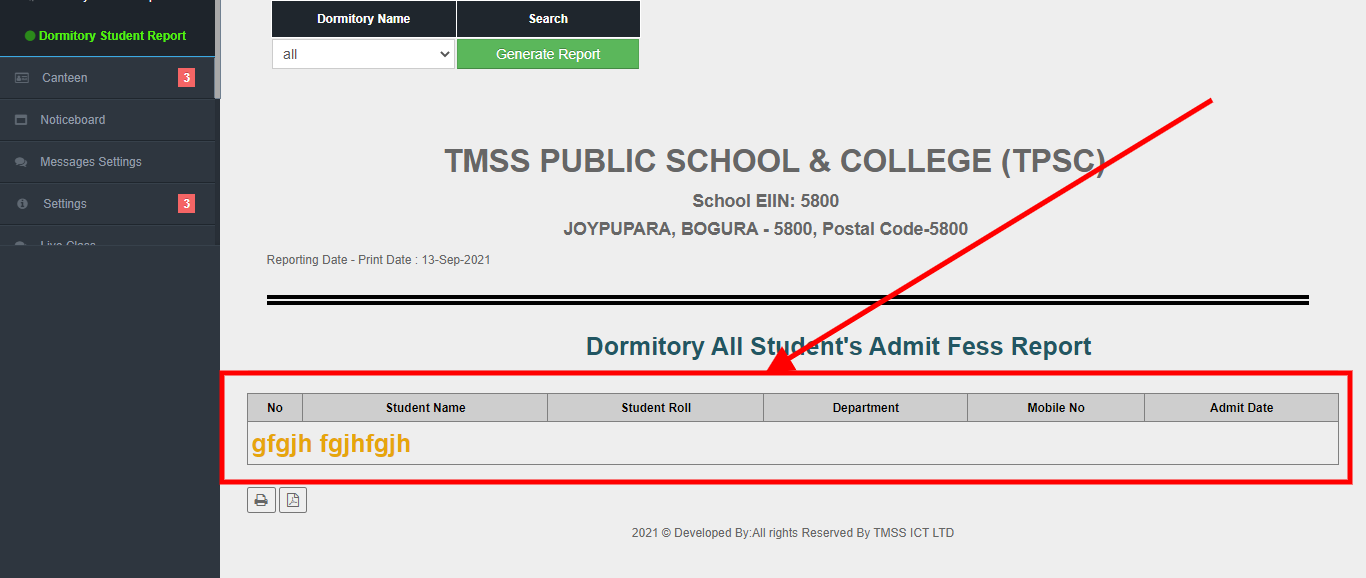 Dormitory Student Report
Canteen 3
Noticeboard
Messages Settings
Settings 3
Live Class
Dormitory Name Search
all Generate Report
TMSS PUBLIC SCHOOL & COLLEGE (TPSC)
School EIIN: 5800
JOYPUPARA, BOGURA - 5800, Postal Code-5800
Reporting Date - Print Date : 13-Sep-2021
Dormitory All Student's Admit Fess Report
No Student Name Student Roll Department Mobile No Admit Date
gfgjh fgjhfgjh
2021 © Developed By:All rights Reserved By TMSS ICT LTD